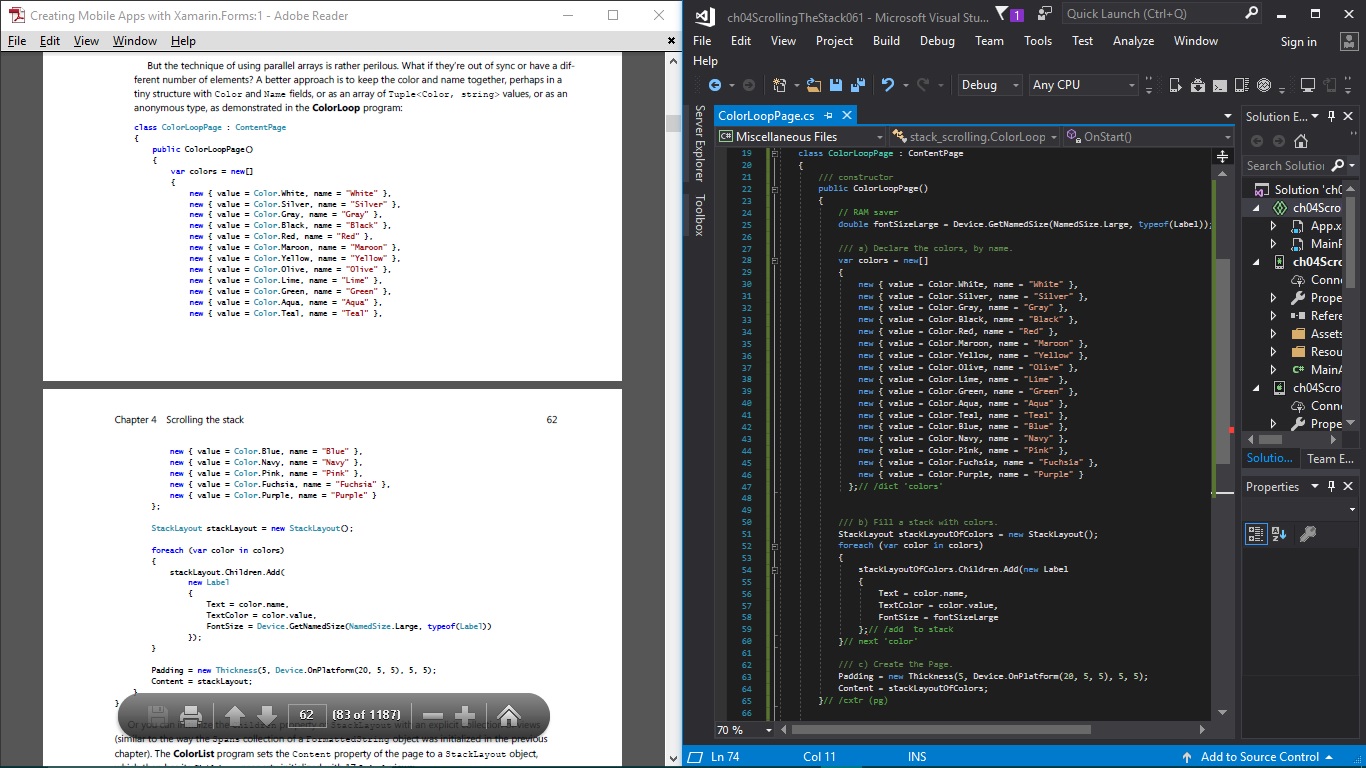 Creating Mobile Apps with Xamarin.Forms:1 - Adobe Reader
File Edit View Window Help
But the technique of using parallel arrays is rather perilous. What if they're out of sync or have a dif-
ferent number of elements? A better approach is to keep the color and name together, perhaps in a
tiny structure with Color and Name fields, or as an array of Tuple<Color, string> values, or as an
anonymous type, as demonstrated in the ColorLoop program:
class ColorLoopPage : ContentPage
{
public ColorLoopPage()
{
var colors = new[]
{
new { value = Color.White, name = "White" },
new { value = Color.Silver, name = "Silver" },
new { value = Color.Gray, name = "Gray" },
new { value = Color.Black, name = "Black" },
new { value = Color.Red, name = "Red" },
new { value = Color.Maroon, name = "Maroon" },
new { value = Color.Yellow, name = "Yellow" },
new { value = Color.Olive, name = "Olive" },
new { value = Color.Lime, name = "Lime" },
new { value = Color.Green, name = "Green" },
new { value = Color.Aqua, name = "Aqua" },
new { value = Color.Teal, name = "Teal" },
Chapter 4 Scrolling the stack 62
new { value = Color.Blue, name = "Blue" },
new { value = Color.Navy, name = "Navy" },
new { value = Color.Pink, name = "Pink" },
new { value = Color.Fuchsia, name = "Fuchsia" },
new { value = Color.Purple, name = "Purple" }
};
StackLayout stackLayout = new StackLayout();
foreach (var color in colors)
{
stackLayout.Children.Add(
new Label
{
Text = color.name,
TextColor = color.value,
FontSize = Device.GetNamedSize(NamedSize.Large, typeof(Label))
});
}
Padding = new Thickness(5, Device.OnPlatform(20, 5, 5), 5, 5);
Content = stackLayout;
}
}
62 (83 of 1187)
(similar to the way the Spans collection of a FormattedString object was initialized in the previous
chapter). The ColorList program sets the Content property of the page to a StackLayout object,
ch04ScrollingTheStack061 - Microsoft Visual Stu...
1
Quick Launch (Ctrl+Q)
File Edit View Project Build Debug Team Tools Test Analyze Window
Sign in
Help
Debug Any CPU
Server Explorer
Toolbox
ColorLoopPage.cs
C# Miscellaneous Files stack_scrolling.ColorLoop OnStart()
19 class ColorLoopPage : ContentPage
20 {
21 /// constructor
22 public ColorLoopPage()
23 {
24 // RAM saver
25 double fontSizeLarge = Device.GetNamedSize(NamedSize.Large, typeof(Label));
26
27 /// a) Declare the colors, by name.
28 var colors = new[]
29 {
30 new { value = Color.White, name = "White" },
31 new { value = Color.Silver, name = "Silver" },
32 new { value = Color.Gray, name = "Gray" },
33 new { value = Color.Black, name = "Black" },
34 new { value = Color.Red, name = "Red" },
35 new { value = Color.Maroon, name = "Maroon" },
36 new { value = Color.Yellow, name = "Yellow" },
37 new { value = Color.Olive, name = "Olive" },
38 new { value = Color.Lime, name = "Lime" },
39 new { value = Color.Green, name = "Green" },
40 new { value = Color.Aqua, name = "Aqua" },
41 new { value = Color.Teal, name = "Teal" },
42 new { value = Color.Blue, name = "Blue" },
43 new { value = Color.Navy, name = "Navy" },
44 new { value = Color.Pink, name = "Pink" },
45 new { value = Color.Fuchsia, name = "Fuchsia" },
46 new { value = Color.Purple, name = "Purple" }
47 };// /dict 'colors'
48
49
50 /// b) Fill a stack with colors.
51 StackLayout stackLayoutOfColors = new StackLayout();
52 foreach (var color in colors)
53 {
54 stackLayoutOfColors.Children.Add(new Label
55 {
56 Text = color.name,
57 TextColor = color.value,
58 FontSize = fontSizeLarge
59 };// /add to stack
60 }// next 'color'
61
62 /// c) Create the Page.
63 Padding = new Thickness(5, Device.OnPlatform(20, 5, 5), 5, 5);
64 Content = stackLayoutOfColors;
65 }// /cxtr (pg)
66
70 %
Solution E...
Search Solution
Solution 'ch0
ch04Scro
App.x
MainP
ch04Scro
Conne
Prope
Refere
Assets
Resou
C# MainA
ch04Scro
Conne
Prope
Solutio... Team E...
Properties
Ln 74 Col 11 INS Add to Source Control